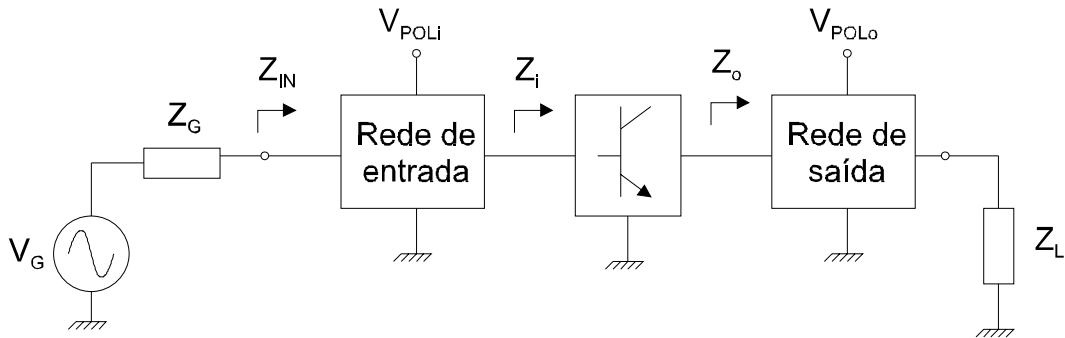 V_POLi
V_POLo
Z_IN
Z_i
Z_o
Z_G
Rede de
entrada
Rede de
saída
V_G
Z_L